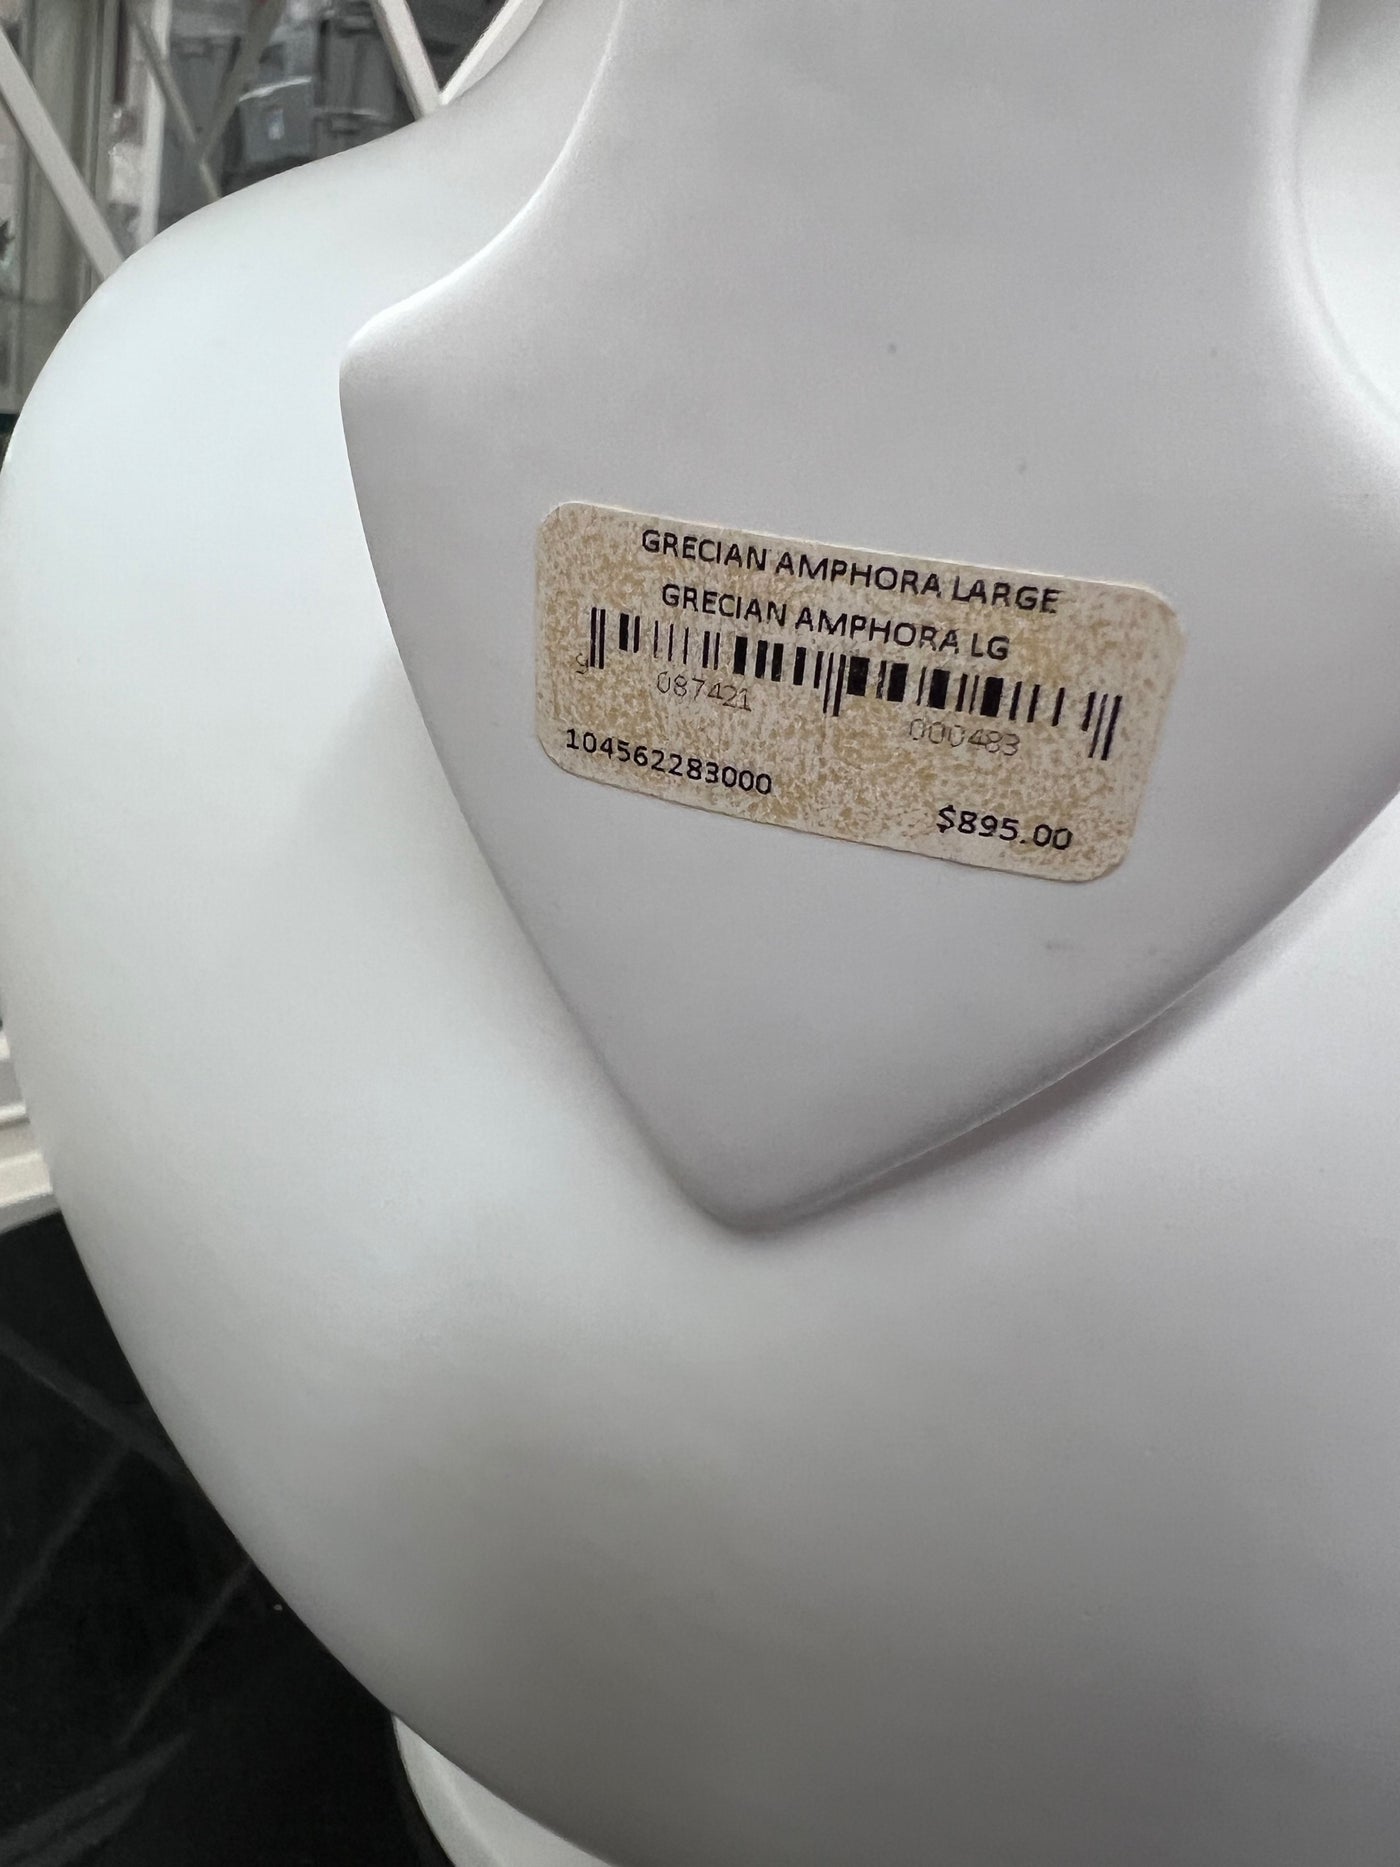 GRECIAN AMPHORA LARGE
GRECIAN AMPHORA LG
9 087421 000483
104562283000
$895.00